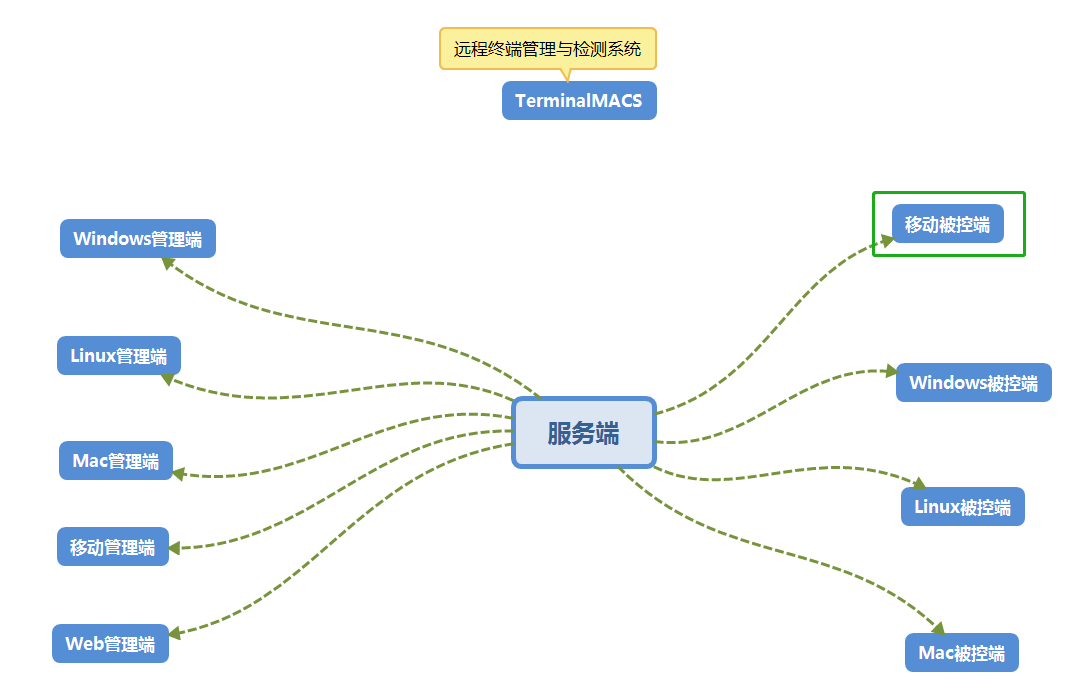 远程终端管理与检测系统
TerminalMACS
移动被控端
Windows管理端
Linux管理端
Windows被控端
服务端
Mac管理端
Linux被控端
移动管理端
Web管理端
Mac被控端